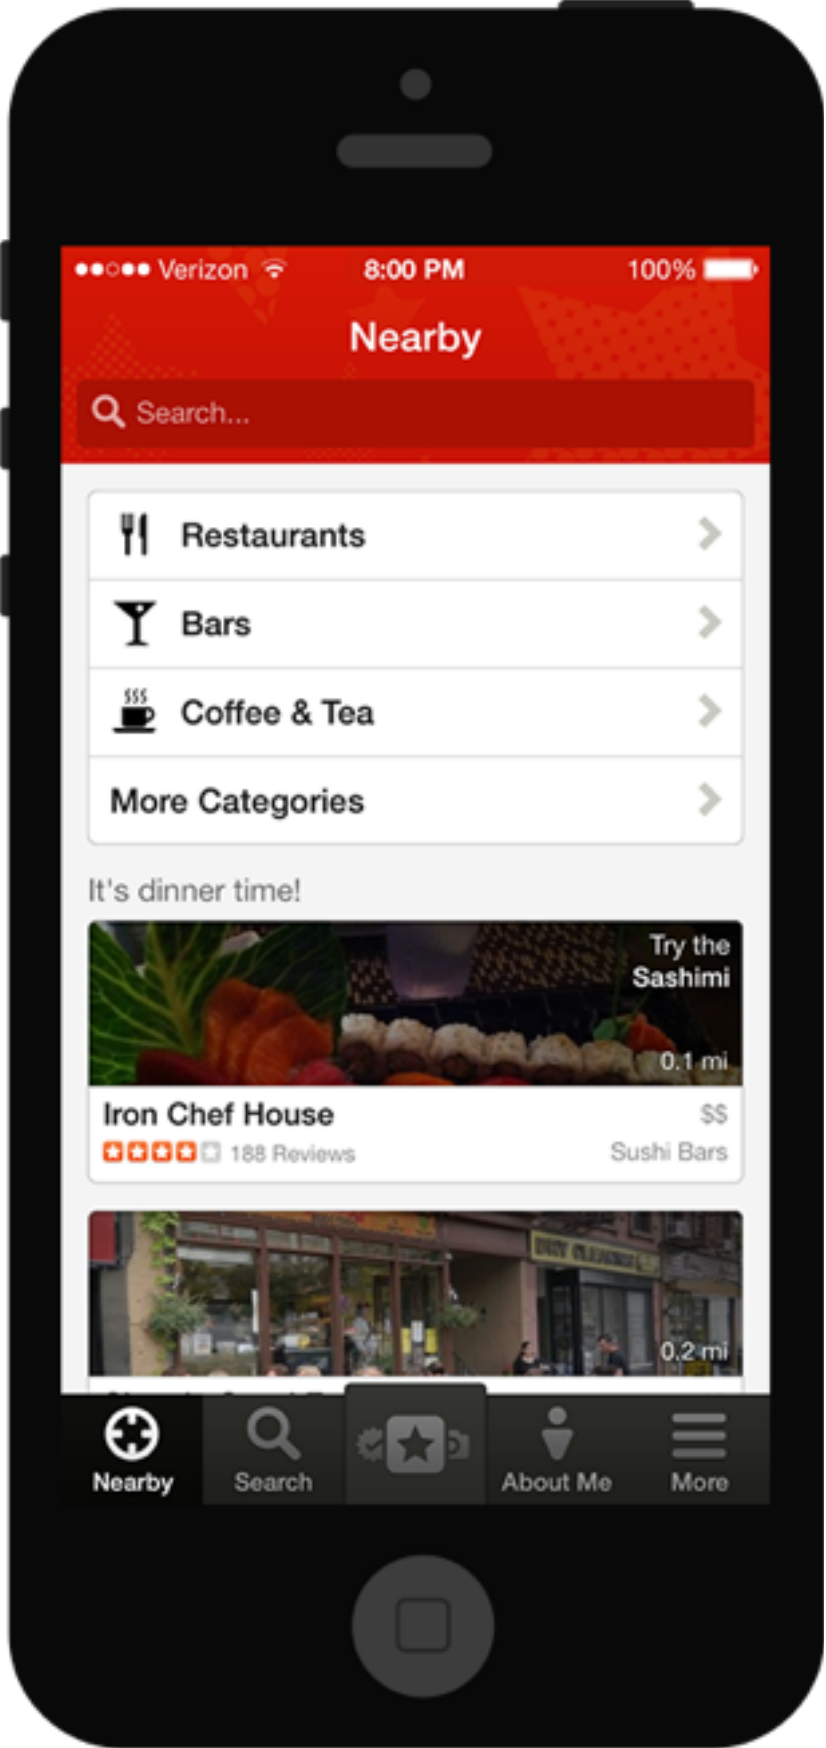 Verizon 8:00 PM 100%
Nearby
Search...
Restaurants
Bars
Coffee & Tea
More Categories
It's dinner time!
Try the
Sashimi
0.1 mi
Iron Chef House $$
188 Reviews Sushi Bars
0.2 mi
Nearby Search About Me More